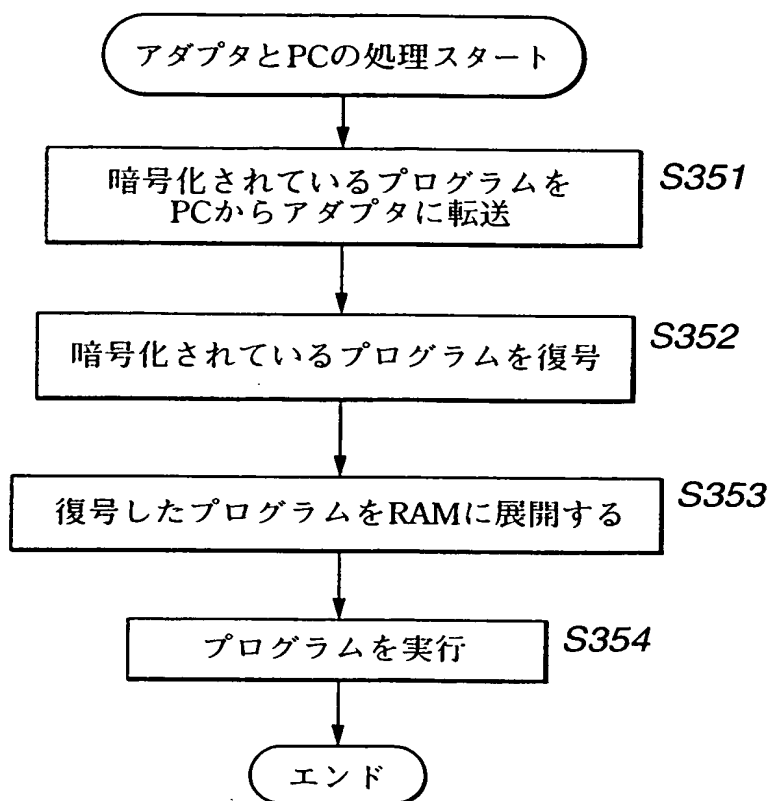 アダプタとPCの処理スタート
暗号化されているプログラムを
PCからアダプタに転送
S351
暗号化されているプログラムを復号
S352
復号したプログラムをRAMに展開する
S353
プログラムを実行
S354
エンド